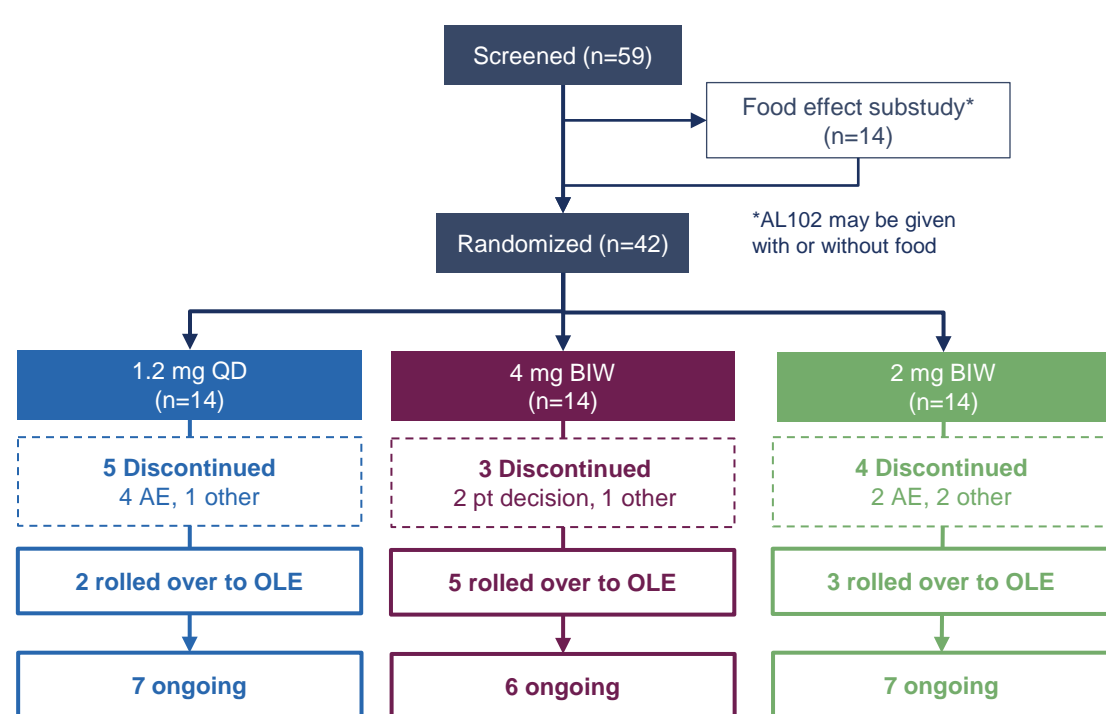 Screened (n=59)
Food effect substudy*
(n=14)
*AL102 may be given
with or without food
Randomized (n=42)
1.2 mg QD
(n=14)
4 mg BIW
(n=14)
2 mg BIW
(n=14)
5 Discontinued
4 AE, 1 other
3 Discontinued
2 pt decision, 1 other
4 Discontinued
2 AE, 2 other
2 rolled over to OLE
5 rolled over to OLE
3 rolled over to OLE
7 ongoing
6 ongoing
7 ongoing